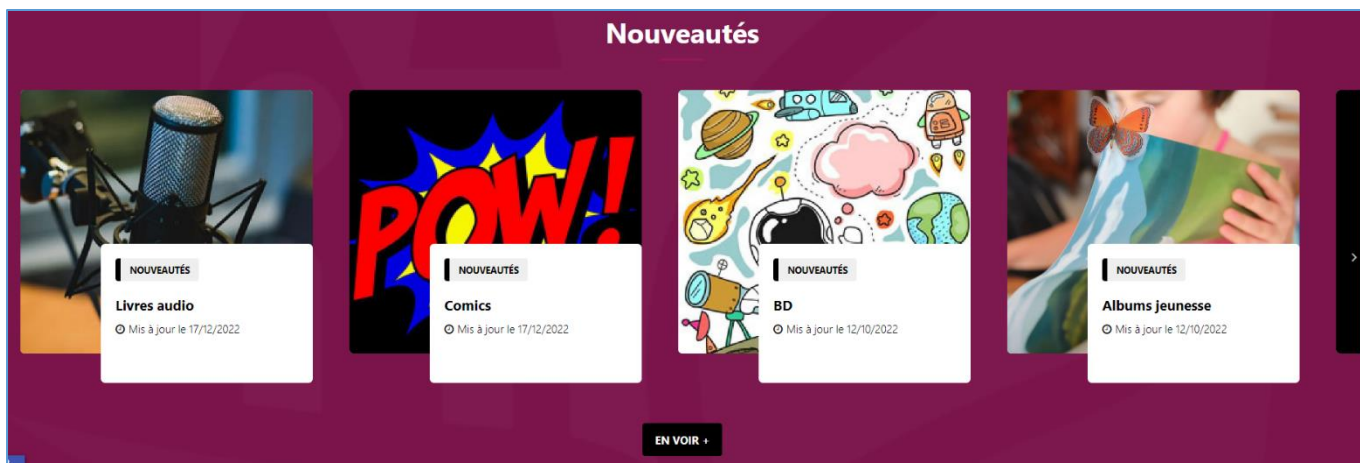 Nouveautés
POW!
NOUVEAUTÉS
Livres audio
Mis à jour le 17/12/2022
NOUVEAUTÉS
Comics
Mis à jour le 17/12/2022
NOUVEAUTÉS
BD
Mis à jour le 12/10/2022
NOUVEAUTÉS
Albums jeunesse
Mis à jour le 12/10/2022
EN VOIR +